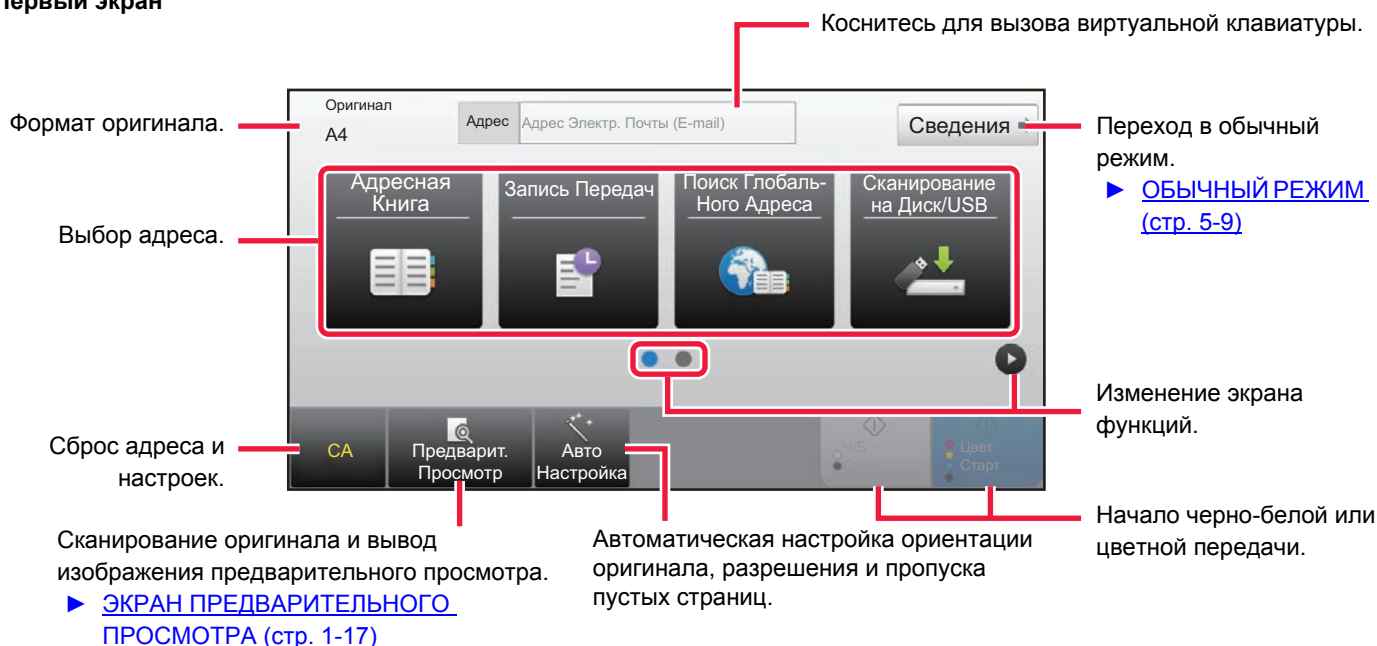 Первый экран
Коснитесь для вызова виртуальной клавиатуры.
Формат оригинала.
Оригинал
A4
Адрес
Адрес Электр. Почты (E-mail)
Сведения
Переход в обычный
режим.
► ОБЫЧНЫЙ РЕЖИМ
(стр. 5-9)
Выбор адреса.
Адресная
Книга
Запись Передач
Поиск Глобаль-
Ного Адреса
Сканирование
на Диск/USB
Изменение экрана
функций.
Сброс адреса и
настроек.
CA
Предварит.
Просмотр
Авто
Настройка
Ч/Б
Цвет
Старт
Начало черно-белой или
цветной передачи.
Сканирование оригинала и вывод
изображения предварительного просмотра.
► ЭКРАН ПРЕДВАРИТЕЛЬНОГО
ПРОСМОТРА (стр. 1-17)
Автоматическая настройка ориентации
оригинала, разрешения и пропуска
пустых страниц.